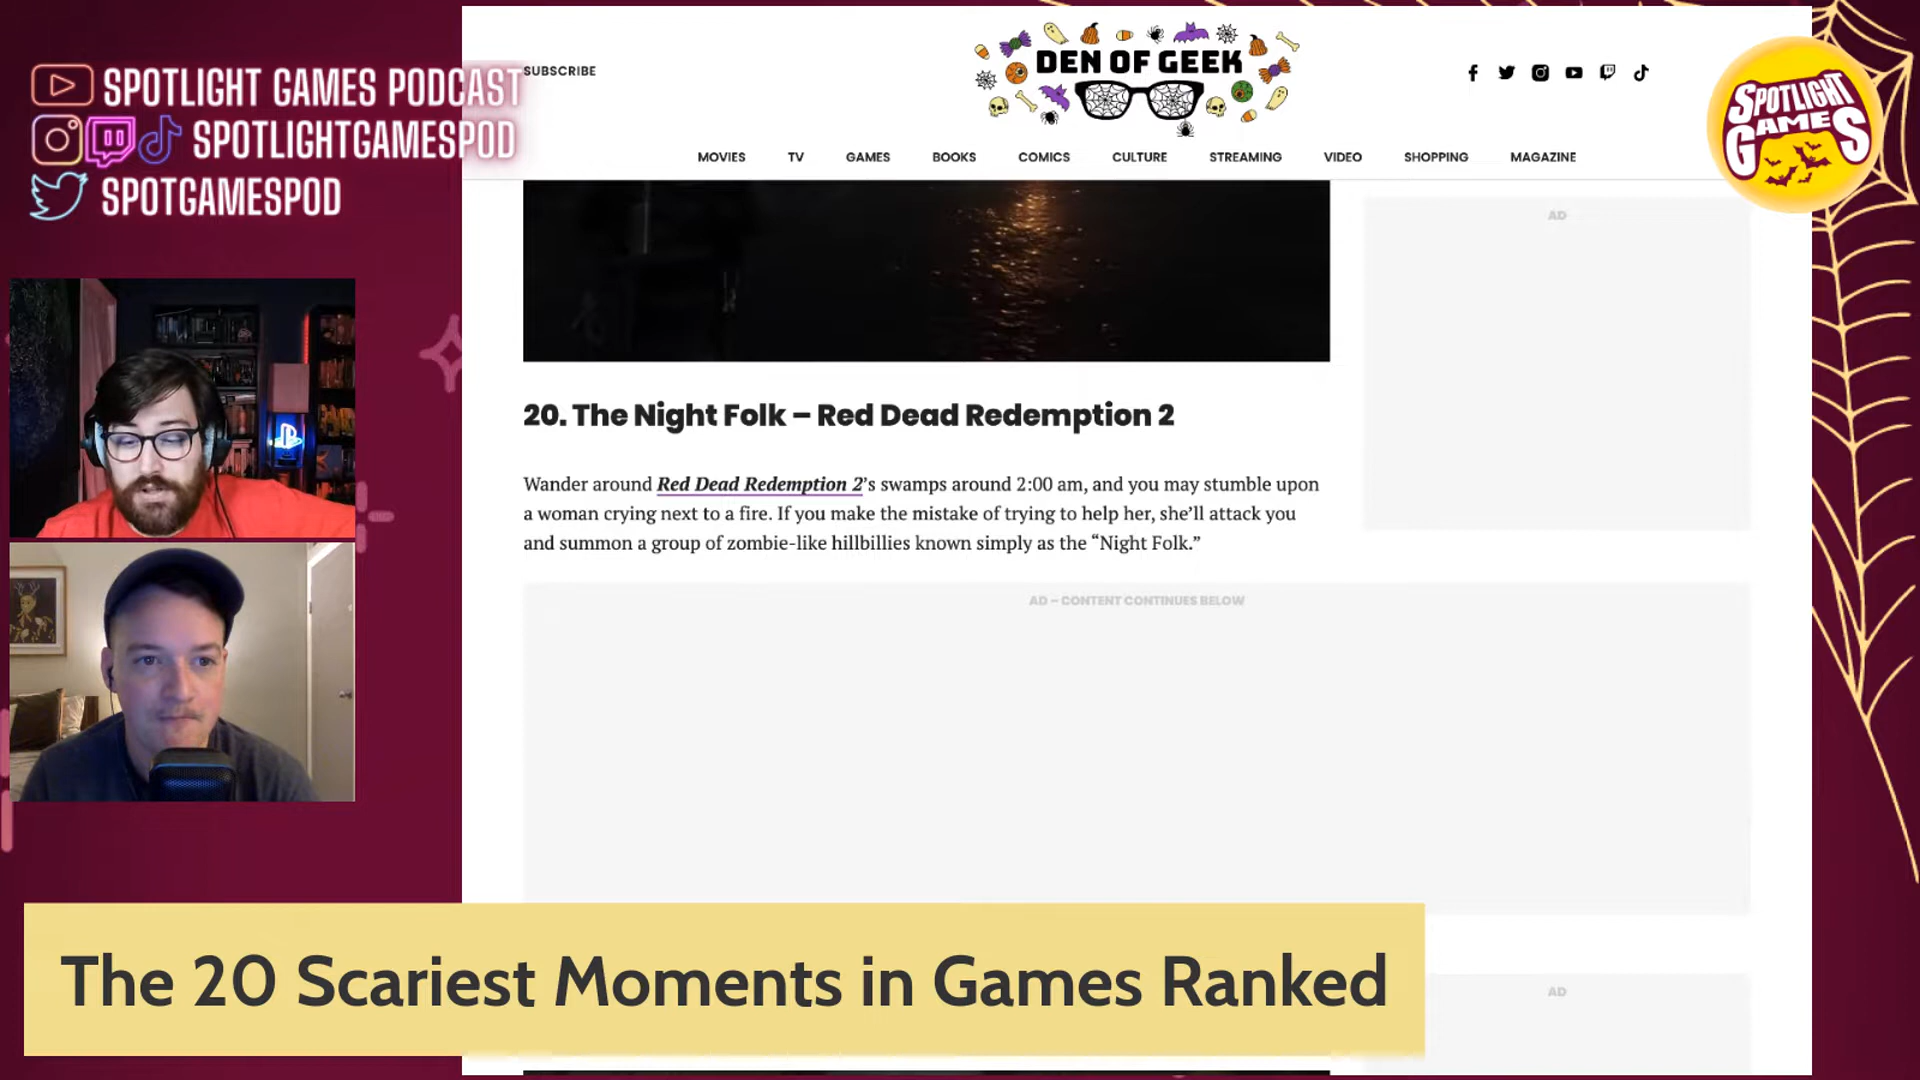 SPOTLIGHT GAMES PODCAST
SPOTLIGHTGAMESPOD
SPOTGAMESPOD
SUBSCRIBE
DEN OF GEEK
MOVIES TV GAMES BOOKS COMICS CULTURE STREAMING VIDEO SHOPPING MAGAZINE
SPOTLIGHT
GAMES
AD
20. The Night Folk – Red Dead Redemption 2
Wander around Red Dead Redemption 2’s swamps around 2:00 am, and you may stumble upon
a woman crying next to a fire. If you make the mistake of trying to help her, she’ll attack you
and summon a group of zombie-like hillbillies known simply as the “Night Folk.”
AD – CONTENT CONTINUES BELOW
AD
The 20 Scariest Moments in Games Ranked